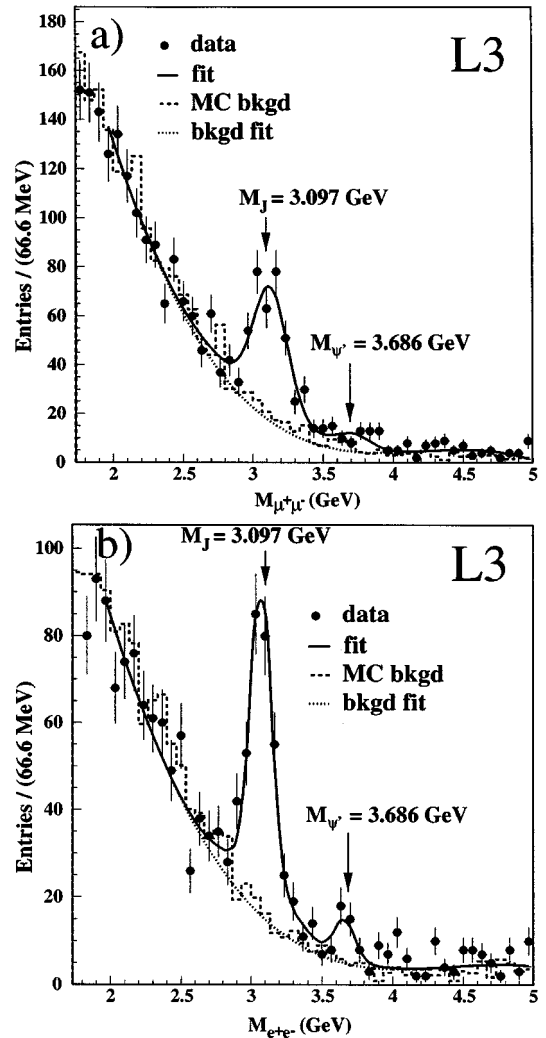 a)
L3
data
fit
MC bkgd
bkgd fit
M_J = 3.097 GeV
M_ψ' = 3.686 GeV
Entries / (66.6 MeV)
180
160
140
120
100
80
60
40
20
0
2 2.5 3 3.5 4 4.5 5
M_μ+μ- (GeV)
b)
M_J = 3.097 GeV
L3
data
fit
MC bkgd
bkgd fit
M_ψ' = 3.686 GeV
Entries / (66.6 MeV)
100
80
60
40
20
0
2 2.5 3 3.5 4 4.5 5
M_e+e- (GeV)